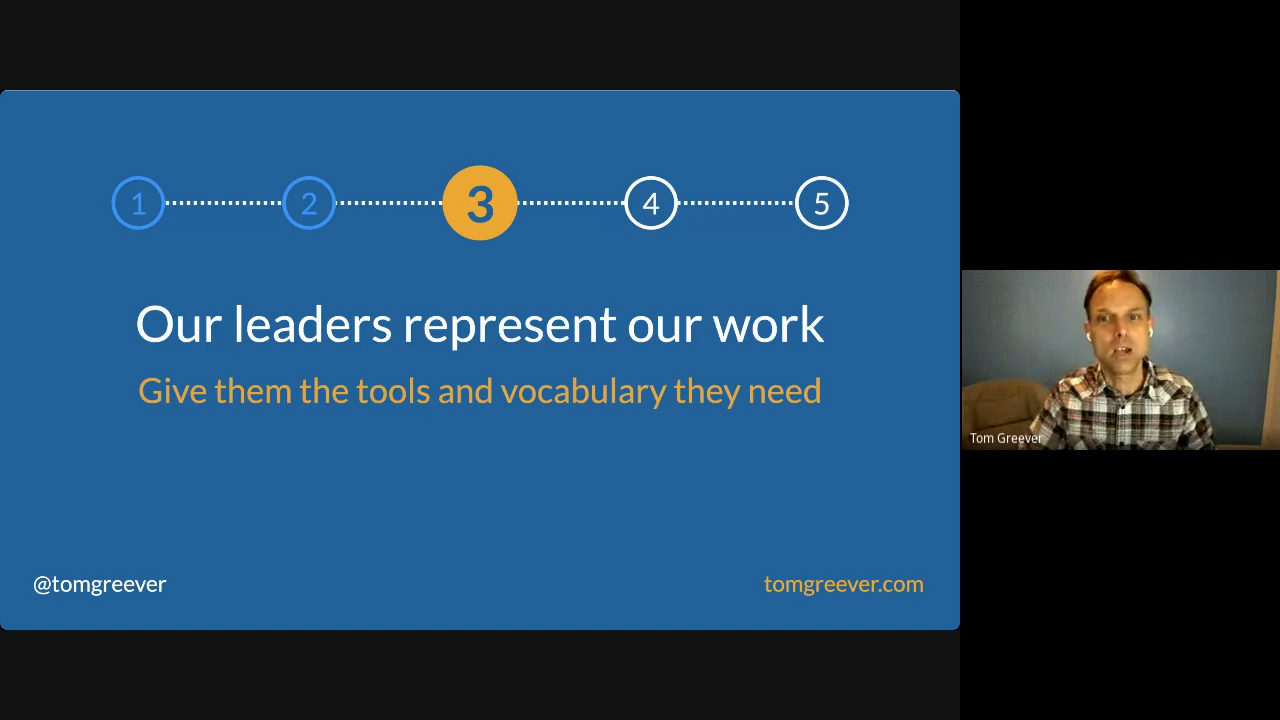 1 2 3 4 5
Our leaders represent our work
Give them the tools and vocabulary they need
@tomgreever
tomgreever.com
Tom Greever